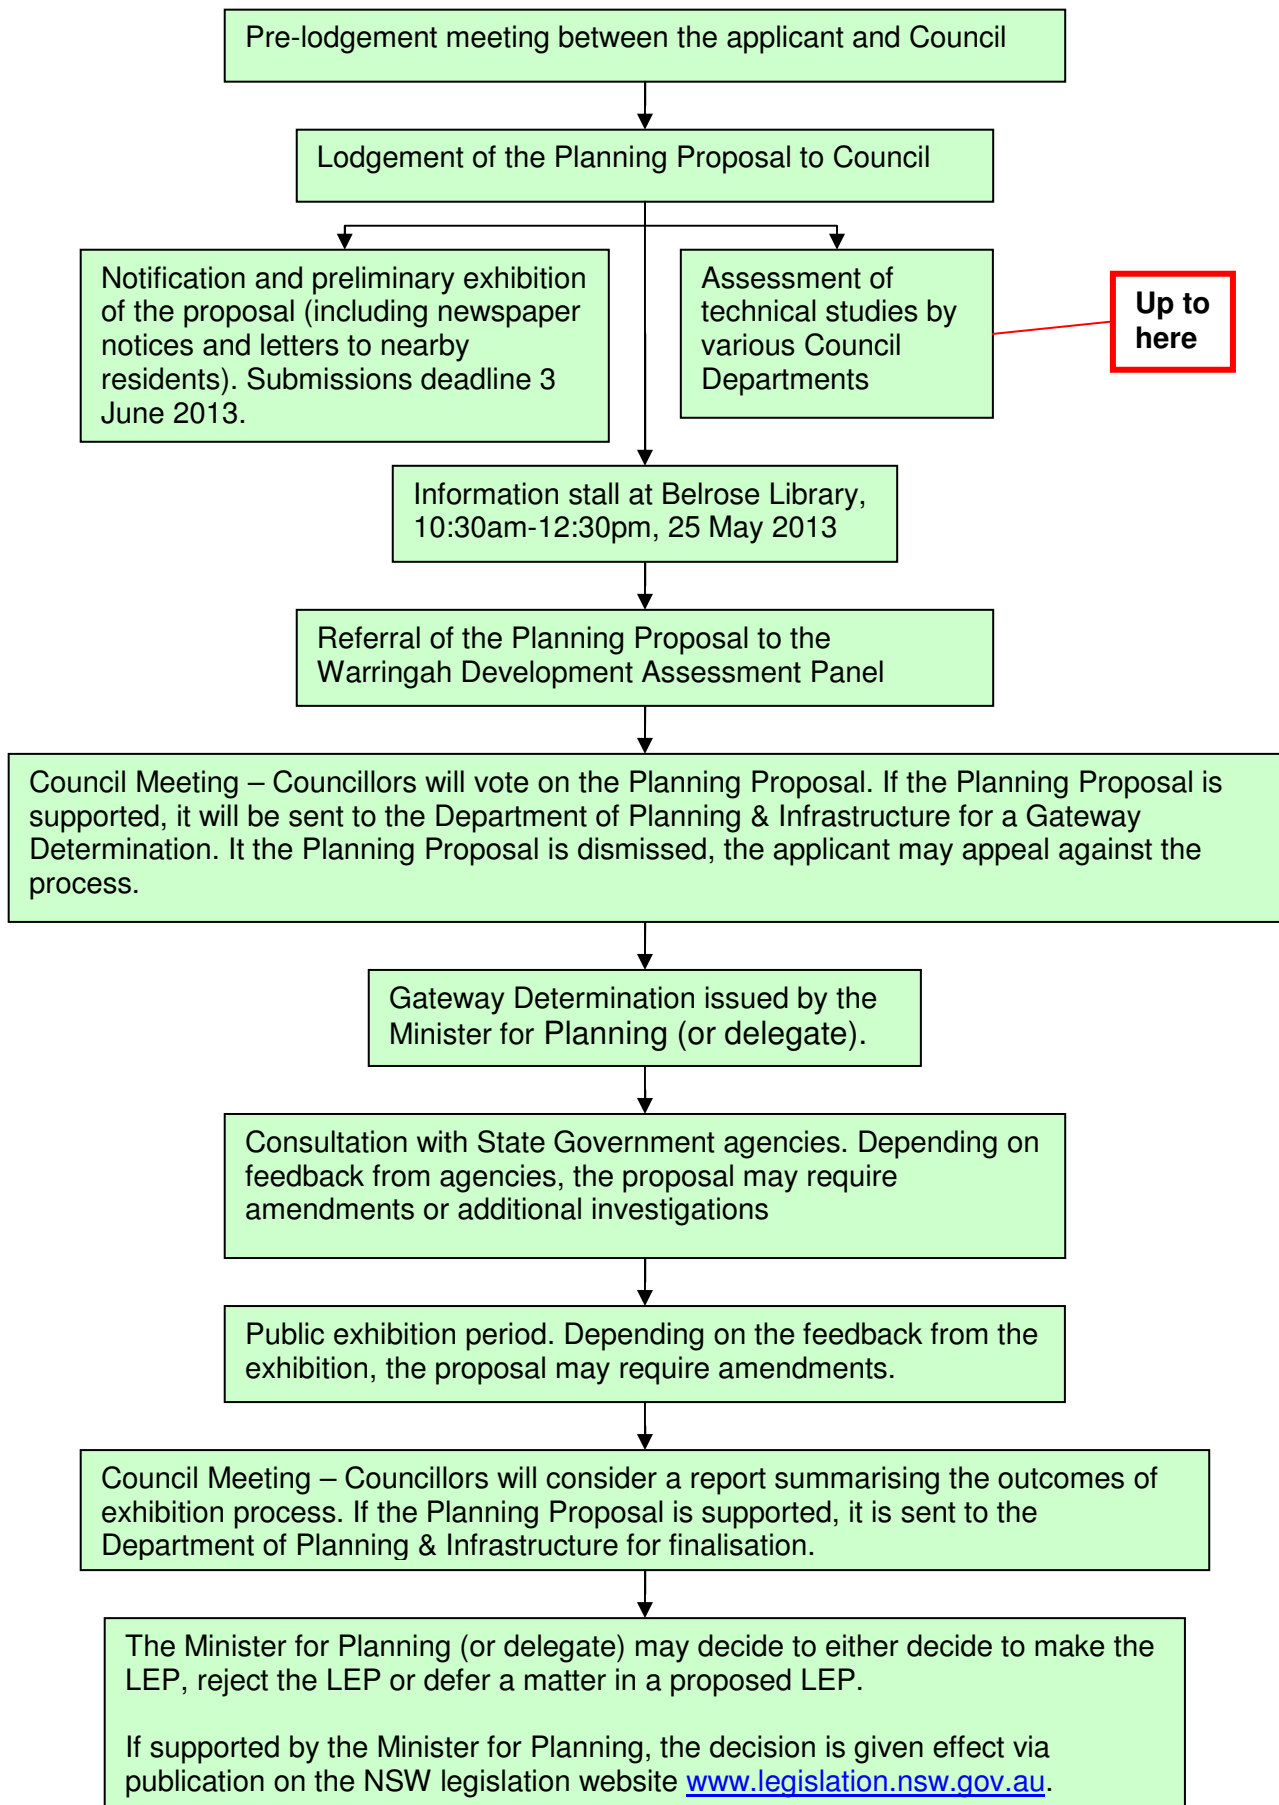 Pre-lodgement meeting between the applicant and Council
Lodgement of the Planning Proposal to Council
Notification and preliminary exhibition
of the proposal (including newspaper
notices and letters to nearby
residents). Submissions deadline 3
June 2013.
Assessment of
technical studies by
various Council
Departments
Up to
here
Information stall at Belrose Library,
10:30am-12:30pm, 25 May 2013
Referral of the Planning Proposal to the
Warringah Development Assessment Panel
Council Meeting – Councillors will vote on the Planning Proposal. If the Planning Proposal is
supported, it will be sent to the Department of Planning & Infrastructure for a Gateway
Determination. It the Planning Proposal is dismissed, the applicant may appeal against the
process.
Gateway Determination issued by the
Minister for Planning (or delegate).
Consultation with State Government agencies. Depending on
feedback from agencies, the proposal may require
amendments or additional investigations
Public exhibition period. Depending on the feedback from the
exhibition, the proposal may require amendments.
Council Meeting – Councillors will consider a report summarising the outcomes of
exhibition process. If the Planning Proposal is supported, it is sent to the
Department of Planning & Infrastructure for finalisation.
The Minister for Planning (or delegate) may decide to either decide to make the
LEP, reject the LEP or defer a matter in a proposed LEP.
If supported by the Minister for Planning, the decision is given effect via
publication on the NSW legislation website www.legislation.nsw.gov.au.